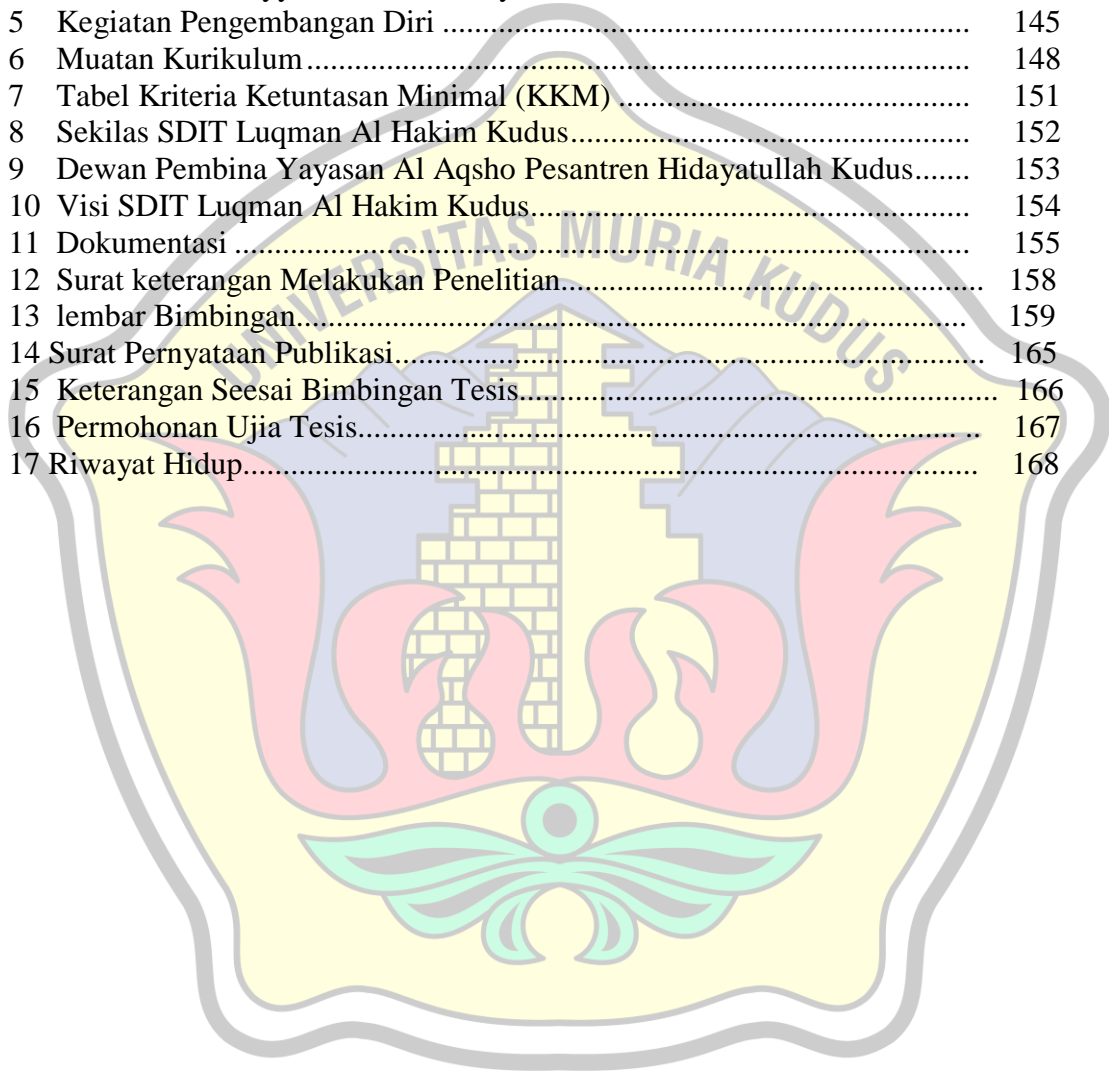 5 Kegiatan Pengembangan Diri .................................................................. 145
6 Muatan Kurikulum ................................................................................... 148
7 Tabel Kriteria Ketuntasan Minimal (KKM) ............................................ 151
8 Sekilas SDIT Luqman Al Hakim Kudus.................................................. 152
9 Dewan Pembina Yayasan Al Aqsho Pesantren Hidayatullah Kudus....... 153
10 Visi SDIT Luqman Al Hakim Kudus....................................................... 154
11 Dokumentasi ............................................................................................ 155
12 Surat keterangan Melakukan Penelitian..................................................... 158
13 lembar Bimbingan .................................................................................... 159
14 Surat Pernyataan Publikasi.......................................................................... 165
15 Keterangan Seesai Bimbingan Tesis............................................................ 166
16 Permohonan Ujia Tesis.......................................................................... .. 167
17 Riwayat Hidup............................................................................................ 168
UNIVERSITAS MURIA KUDUS